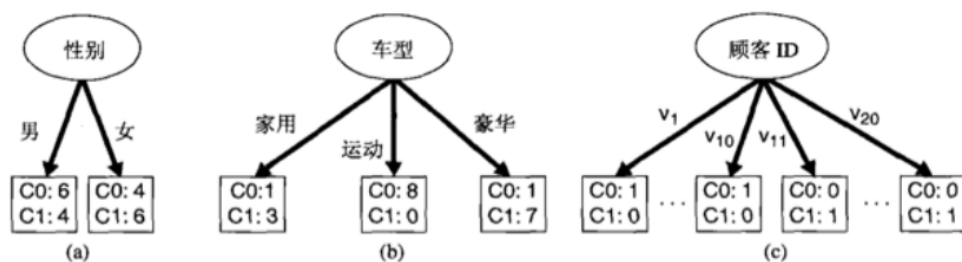 性别
车型
顾客 ID
男
女
家用
运动
豪华
v1
v10
v11
v20
C0: 6
C1: 4
C0: 4
C1: 6
C0:1
C1: 3
C0: 8
C1: 0
C0: 1
C1: 7
C0: 1
C1: 0
...
C0: 1
C1: 0
C0: 0
C1: 1
...
C0: 0
C1: 1
(a)
(b)
(c)